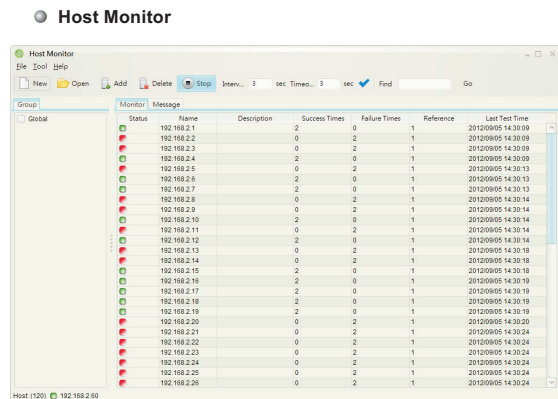 Host Monitor
Host Monitor
File Tool Help
New Open Add Delete Stop Interv... 3 sec Timeo... 3 sec Find Go
Group Monitor Message
Global
Status Name Description Success Times Failure Times Reference Last Test Time
192.168.2.1 2 0 1 2012/09/05 14:30:09
192.168.2.2 0 2 1 2012/09/05 14:30:09
192.168.2.3 0 2 1 2012/09/05 14:30:09
192.168.2.4 2 0 1 2012/09/05 14:30:09
192.168.2.5 0 2 1 2012/09/05 14:30:13
192.168.2.6 2 0 1 2012/09/05 14:30:13
192.168.2.7 2 0 1 2012/09/05 14:30:13
192.168.2.8 0 2 1 2012/09/05 14:30:14
192.168.2.9 0 2 1 2012/09/05 14:30:14
192.168.2.10 2 0 1 2012/09/05 14:30:14
192.168.2.11 0 2 1 2012/09/05 14:30:14
192.168.2.12 2 0 1 2012/09/05 14:30:14
192.168.2.13 0 2 1 2012/09/05 14:30:18
192.168.2.14 0 2 1 2012/09/05 14:30:18
192.168.2.15 2 0 1 2012/09/05 14:30:18
192.168.2.16 2 0 1 2012/09/05 14:30:19
192.168.2.17 2 0 1 2012/09/05 14:30:19
192.168.2.18 2 0 1 2012/09/05 14:30:19
192.168.2.19 2 0 1 2012/09/05 14:30:19
192.168.2.20 0 2 1 2012/09/05 14:30:20
192.168.2.21 0 2 1 2012/09/05 14:30:24
192.168.2.22 0 2 1 2012/09/05 14:30:24
192.168.2.23 0 2 1 2012/09/05 14:30:24
192.168.2.24 0 2 1 2012/09/05 14:30:24
192.168.2.25 0 2 1 2012/09/05 14:30:24
192.168.2.26 0 2 1 2012/09/05 14:30:24
Host: (120) 192.168.2.60